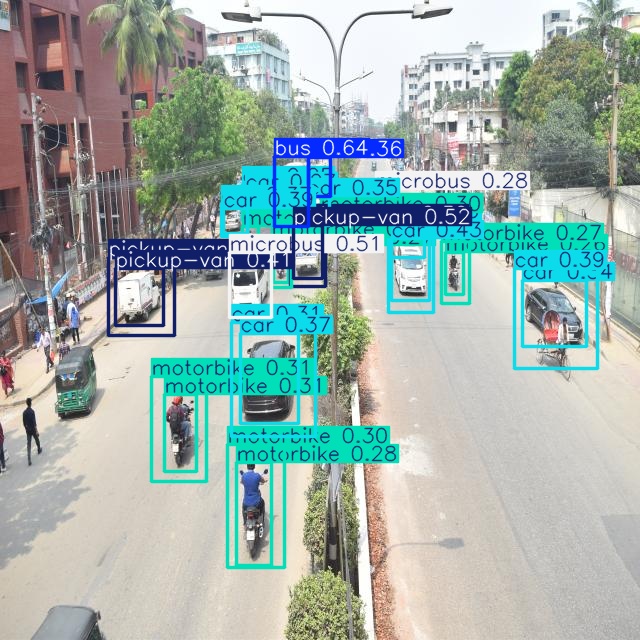 bus 0.64.36
car 0.35
crobus 0.28
car 0.39
0.30
pickup-van 0.52
car 0.43
orbike 0.27
pickup-van
microbus 0.51
motorbike 0.26
pickup-van 0.41
car 0.39
car 0.34
0.31
car 0.37
motorbike 0.31
motorbike 0.31
motorbike 0.30
motorbike 0.28